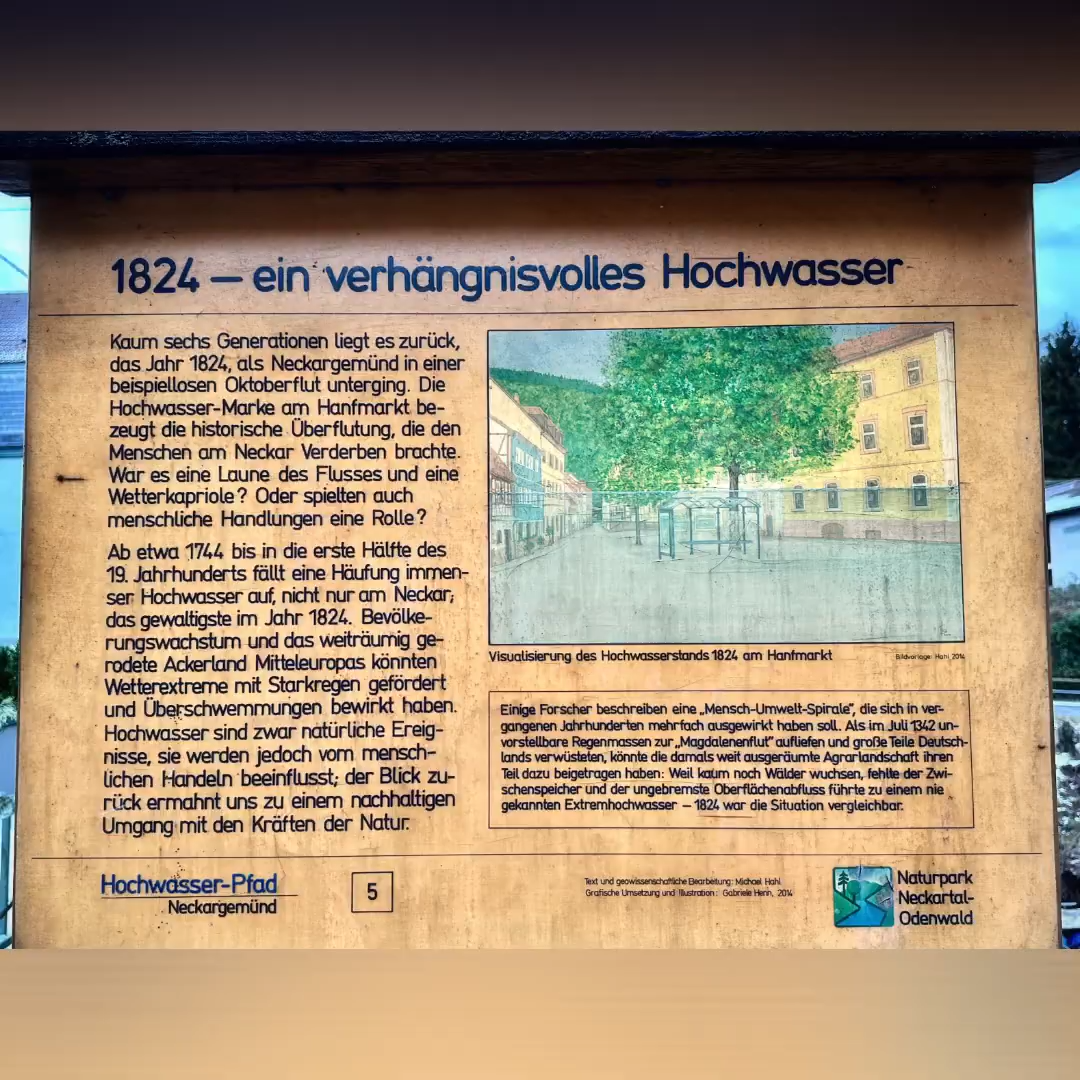 1824 – ein verhängnisvolles Hochwasser
Kaum sechs Generationen liegt es zurück,
das Jahr 1824, als Neckargemünd in einer
beispiellosen Oktoberflut unterging. Die
Hochwasser-Marke am Hanfmarkt be-
zeugt die historische Überflutung, die den
Menschen am Neckar Verderben brachte.
War es eine Laune des Flusses und eine
Wetterkapriole? Oder spielten auch
menschliche Handlungen eine Rolle?
Ab etwa 1744 bis in die erste Hälfte des
19. Jahrhunderts fällt eine Häufung immen-
ser Hochwasser auf, nicht nur am Neckar;
das gewaltigste im Jahr 1824. Bevölke-
rungswachstum und das weiträumig ge-
rodete Ackerland Mitteleuropas könnten
Wetterextreme mit Starkregen gefördert
und Überschwemmungen bewirkt haben.
Hochwasser sind zwar natürliche Ereig-
nisse, sie werden jedoch vom mensch-
lichen Handeln beeinflusst; der Blick zu-
rück ermahnt uns zu einem nachhaltigen
Umgang mit den Kräften der Natur.
Visualisierung des Hochwasserstands 1824 am Hanfmarkt
Bildvorlage: Hahl 2014
Einige Forscher beschreiben eine „Mensch-Umwelt-Spirale", die sich in ver-
gangenen Jahrhunderten mehrfach ausgewirkt haben soll. Als im Juli 1342 un-
vorstellbare Regenmassen zur „Magdalenenflut" aufliefen und große Teile Deutsch-
lands verwüsteten, könnte die damals weit ausgeräumte Agrarlandschaft ihren
Teil dazu beigetragen haben: Weil kaum noch Wälder wuchsen, fehlte der Zwi-
schenspeicher und der ungebremste Oberflächenabfluss führte zu einem nie
gekannten Extremhochwasser – 1824 war die Situation vergleichbar.
Hochwasser-Pfad
Neckargemünd
5
Text und geowissenschaftliche Bearbeitung: Michael Hahl
Grafische Umsetzung und Illustration: Gabriele Henn, 2014
Naturpark
Neckartal-
Odenwald